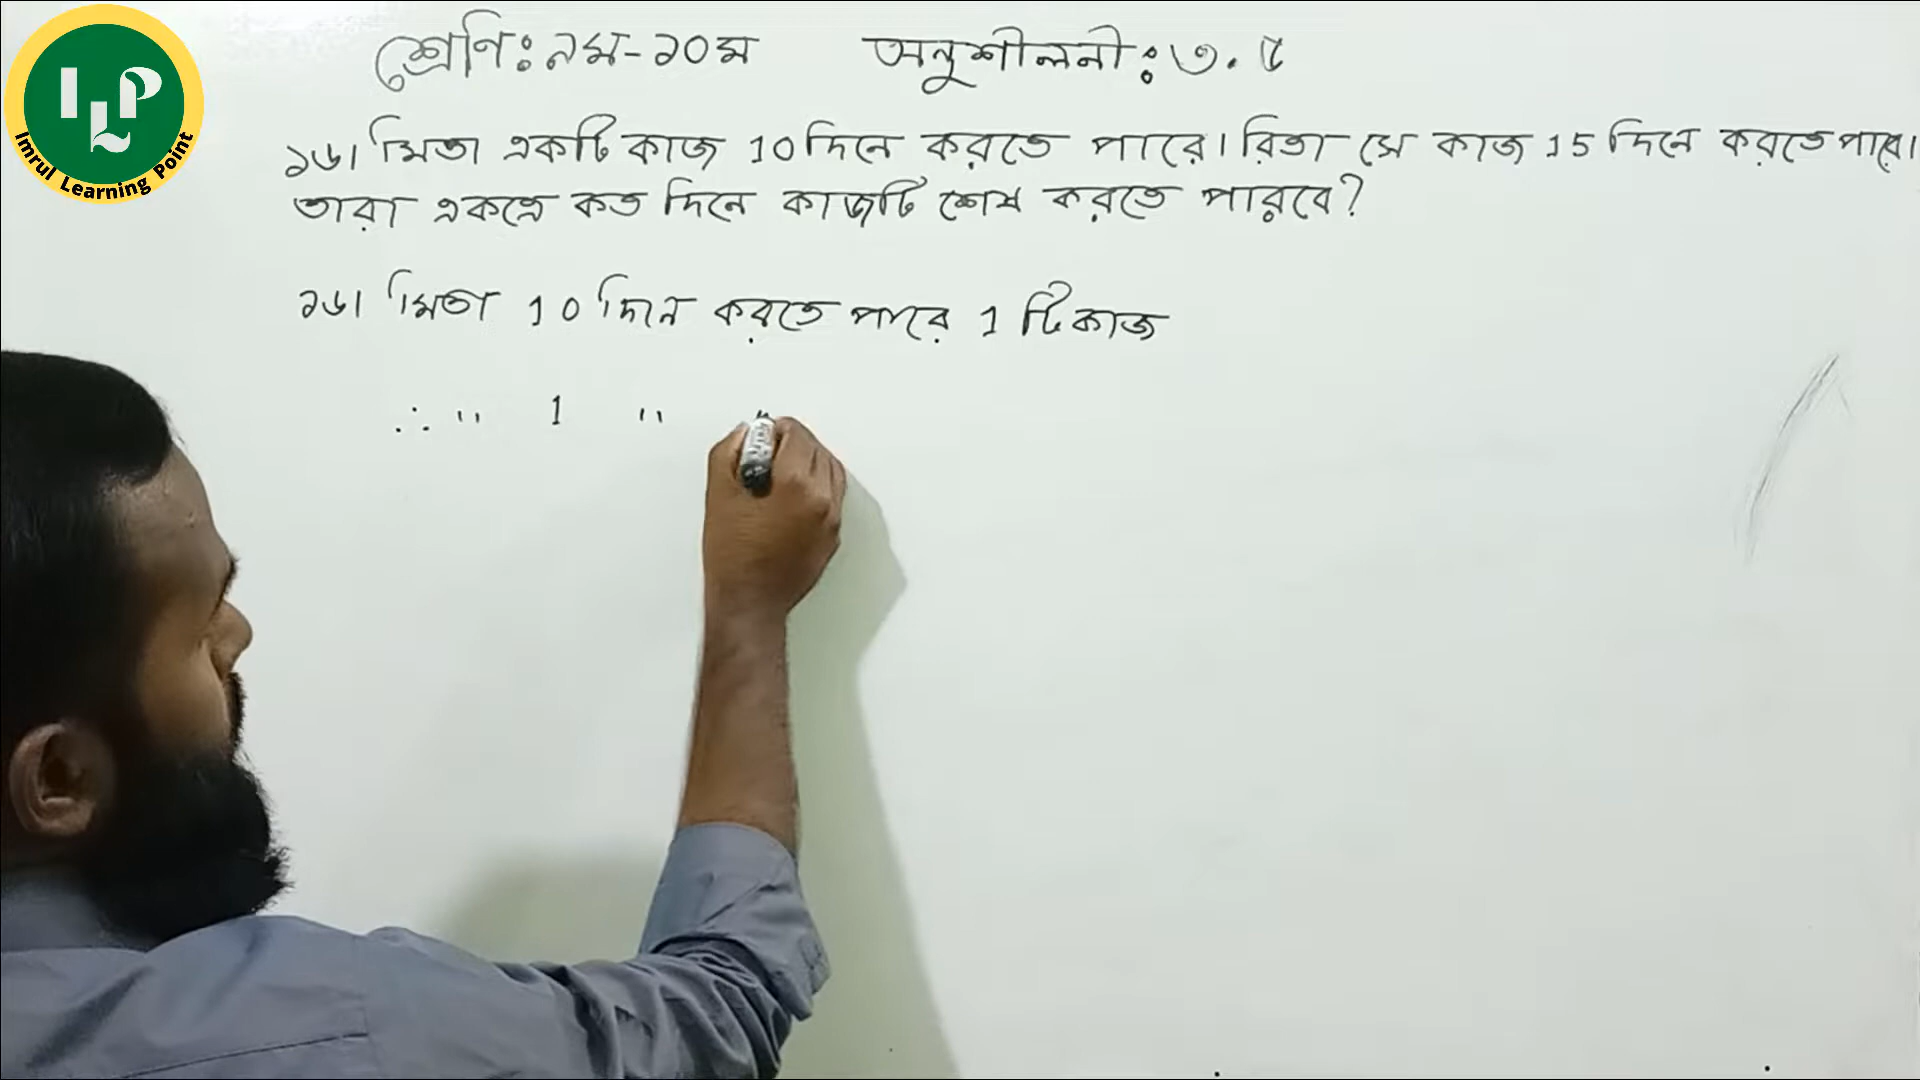 ILP
Imrul Learning Point
শ্রেণি: ৯ম-১০ম অনুশীলনী: ৩.৫
১৬। মিতা একটি কাজ 10 দিনে করতে পারে। রিতা সে কাজ 15 দিনে করতে পারে।
তারা একত্রে কত দিনে কাজটি শেষ করতে পারবে?
১৬। মিতা 10 দিনে করতে পারে 1 টি কাজ
∴ " 1 " "